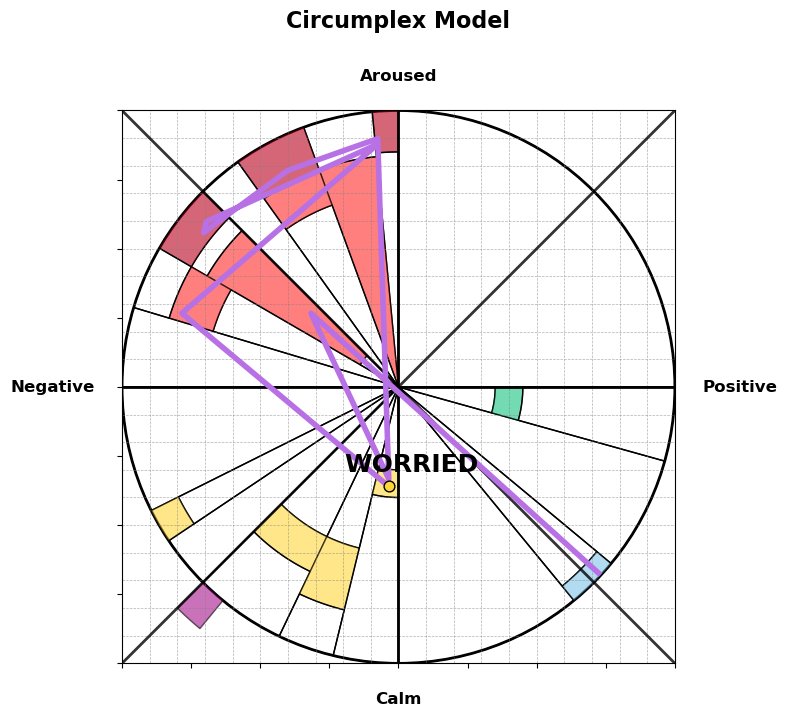 Circumplex Model
Aroused
Negative
Positive
WORRIED
Calm